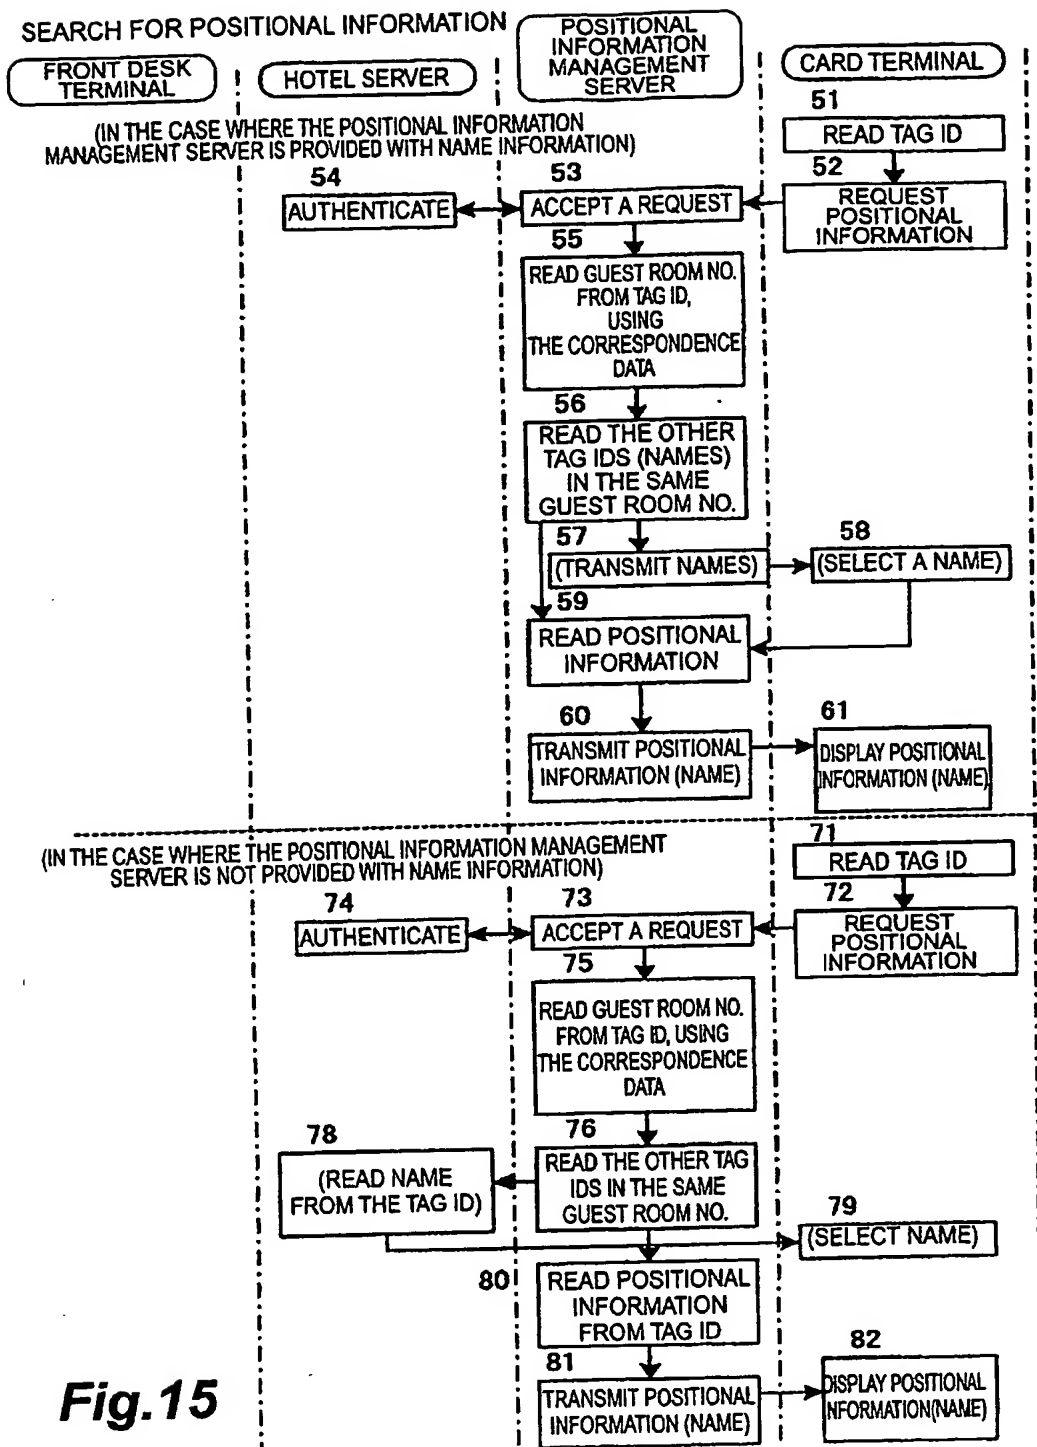 SEARCH FOR POSITIONAL INFORMATION
FRONT DESK
TERMINAL
HOTEL SERVER
POSITIONAL
INFORMATION
MANAGEMENT
SERVER
CARD TERMINAL
(IN THE CASE WHERE THE POSITIONAL INFORMATION
MANAGEMENT SERVER IS PROVIDED WITH NAME INFORMATION)
51
READ TAG ID
52
REQUEST
POSITIONAL
INFORMATION
53
ACCEPT A REQUEST
54
AUTHENTICATE
55
READ GUEST ROOM NO.
FROM TAG ID,
USING
THE CORRESPONDENCE
DATA
56
READ THE OTHER
TAG IDS (NAMES)
IN THE SAME
GUEST ROOM NO.
57
(TRANSMIT NAMES)
58
(SELECT A NAME)
59
READ POSITIONAL
INFORMATION
60
TRANSMIT POSITIONAL
INFORMATION (NAME)
61
DISPLAY POSITIONAL
INFORMATION (NAME)
(IN THE CASE WHERE THE POSITIONAL INFORMATION MANAGEMENT
SERVER IS NOT PROVIDED WITH NAME INFORMATION)
71
READ TAG ID
72
REQUEST
POSITIONAL
INFORMATION
73
ACCEPT A REQUEST
74
AUTHENTICATE
75
READ GUEST ROOM NO.
FROM TAG ID, USING
THE CORRESPONDENCE
DATA
76
READ THE OTHER TAG
IDS IN THE SAME
GUEST ROOM NO.
78
(READ NAME
FROM THE TAG ID)
79
(SELECT NAME)
80
READ POSITIONAL
INFORMATION
FROM TAG ID
81
TRANSMIT POSITIONAL
INFORMATION (NAME)
82
DISPLAY POSITIONAL
INFORMATION(NAME)
Fig.15